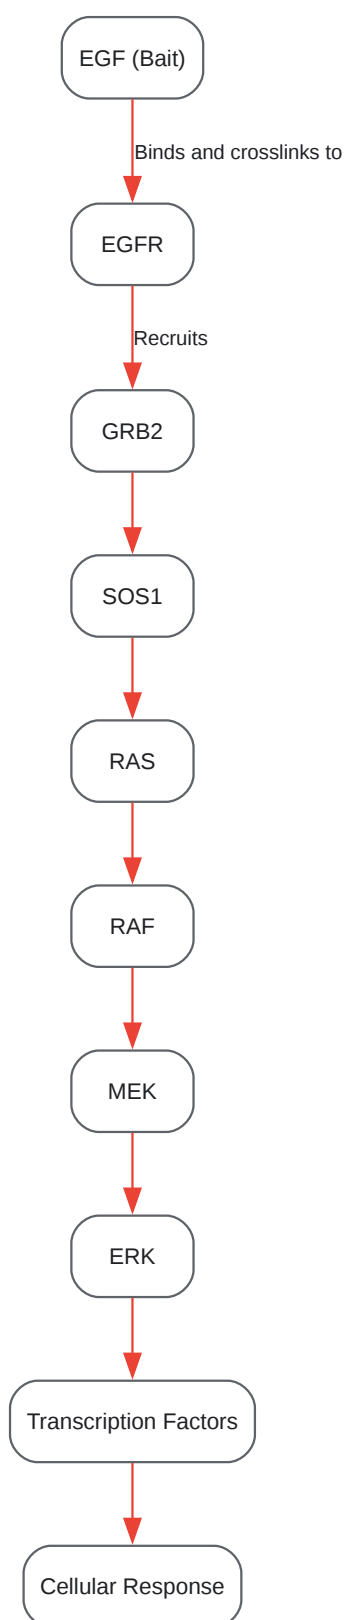 EGF (Bait)
Binds and crosslinks to
EGFR
Recruits
GRB2
SOS1
RAS
RAF
MEK
ERK
Transcription Factors
Cellular Response